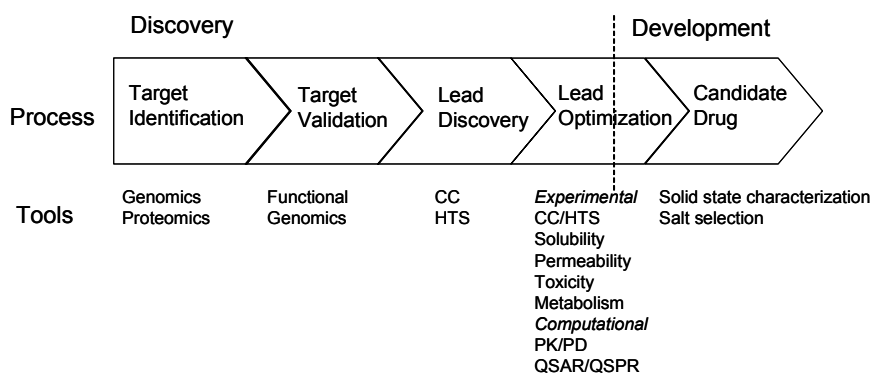 Discovery
Development
Process
Target
Identification
Target
Validation
Lead
Discovery
Lead
Optimization
Candidate
Drug
Tools
Genomics
Proteomics
Functional
Genomics
CC
HTS
Experimental
CC/HTS
Solubility
Permeability
Toxicity
Metabolism
Computational
PK/PD
QSAR/QSPR
Solid state characterization
Salt selection